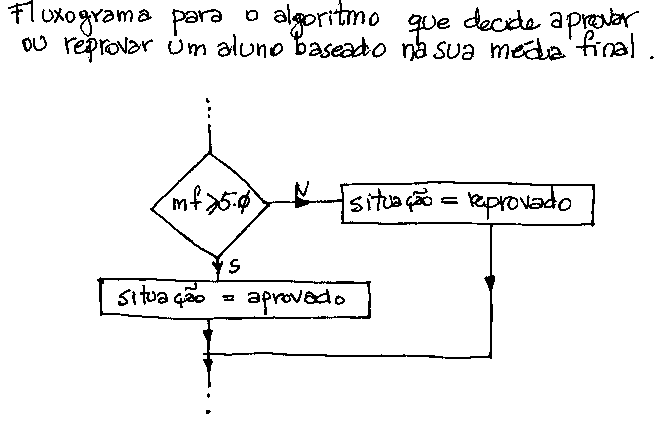 Fluxograma para o algoritmo que decide aprovar
ou reprovar um aluno baseado na sua média final.
mf ≥ 5.0
N
situação = reprovado
S
situação = aprovado